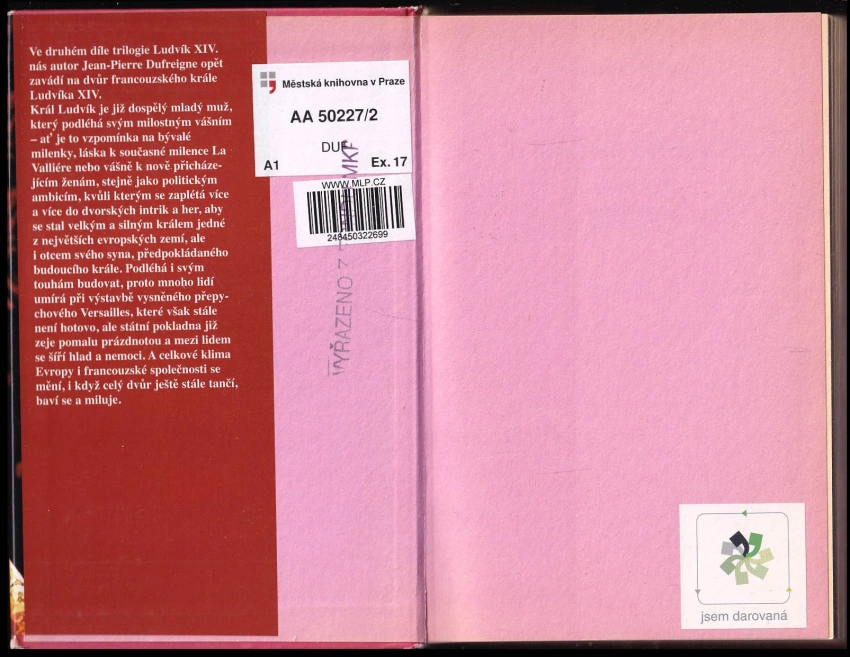 Ve druhém díle trilogie Ludvík XIV.
nás autor Jean-Pierre Dufreigne opět
zavádí na dvůr francouzského krále
Ludvíka XIV.
Král Ludvík je již dospělý mladý muž,
který podléhá svým milostným vášním
– ať je to vzpomínka na bývalé
milenky, láska k současné milence La
Valliére nebo vášně k nově přicháze-
jícím ženám, stejně jako politickým
ambicím, kvůli kterým se zaplétá více
a více do dvorských intrik a her, aby
se stal velkým a silným králem jedné
z největších evropských zemí, ale
i otcem svého syna, předpokládaného
budoucího krále. Podléhá i svým
touhám budovat, proto mnoho lidí
umírá při výstavbě vysněného přepy-
chového Versailles, které však stále
není hotovo, ale státní pokladna již
zeje pomalu prázdnotou a mezi lidem
se šíří hlad a nemoci. A celkové klima
Evropy i francouzské společnosti se
mění, i když celý dvůr ještě stále tančí,
baví se a miluje.
Městská knihovna v Praze
AA 50227/2
DUF
A1 Ex. 17
WWW.MLP.CZ
248450322699
VYŘAZENO Z MKP
jsem darovaná